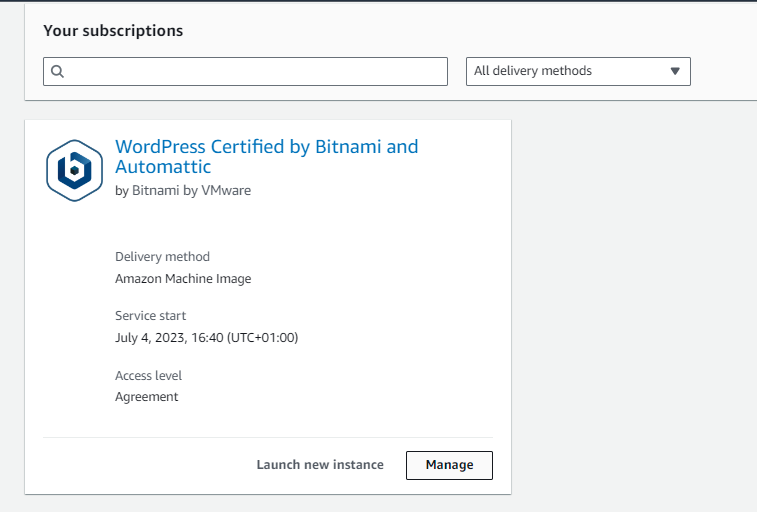 Your subscriptions
All delivery methods
WordPress Certified by Bitnami and
Automattic
by Bitnami by VMware
Delivery method
Amazon Machine Image
Service start
July 4, 2023, 16:40 (UTC+01:00)
Access level
Agreement
Launch new instance
Manage